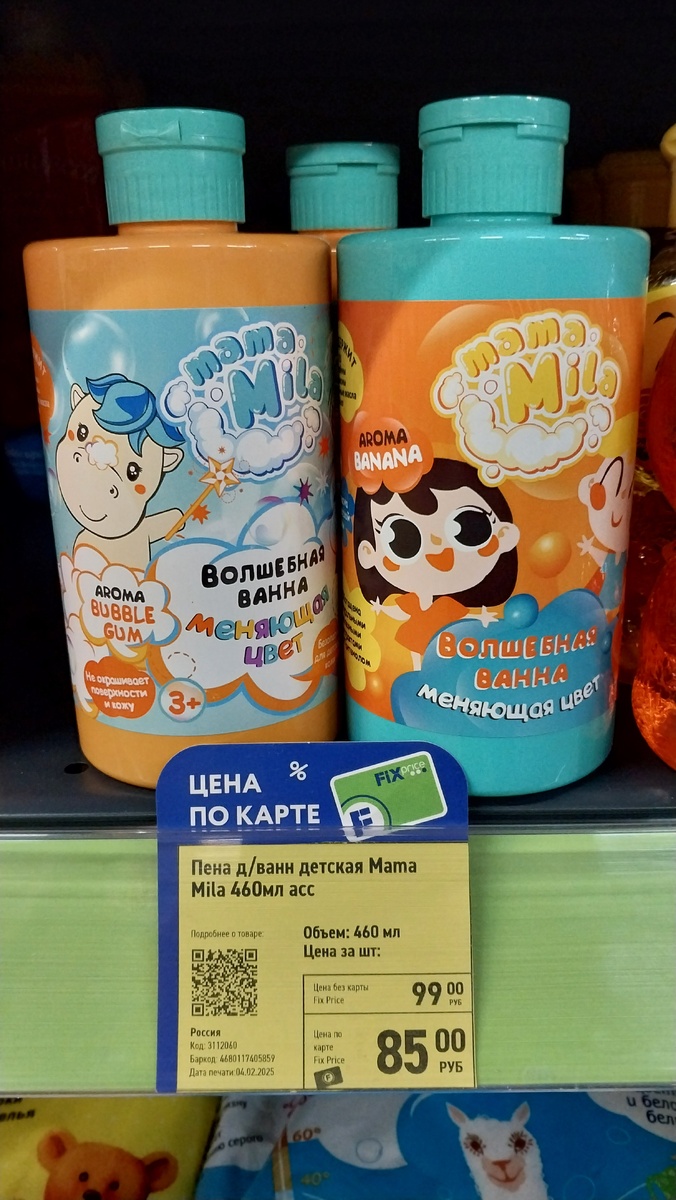 mama
Mila
AROMA
BUBBLE
GUM
ВОЛШЕБНАЯ
ВАННА
меняющая
цвет
Не окрашивает
поверхности
и кожу
3+
mama
Mila
AROMA
BANANA
ВОЛШЕБНАЯ
ВАННА
меняющая цвет
ЦЕНА %
ПО КАРТЕ
FIX price
Пена д/ванн детская Mama
Mila 460мл асс
Подробнее о товаре:
Объем: 460 мл
Цена за шт:
Цена без карты
Fix Price
99 00
РУБ
Россия
Код: 3112060
Баркод: 4680117405859
Дата печати:04.02.2025
Цена по
карте
Fix Price
85 00
РУБ
60°
40°
и бело